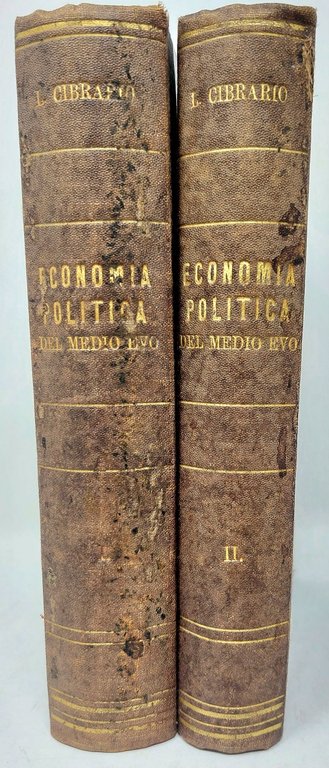 L. CIBRARIO
ECONOMIA
POLITICA
DEL MEDIO EVO
I.
L. CIBRARIO
ECONOMIA
POLITICA
DEL MEDIO EVO
II.